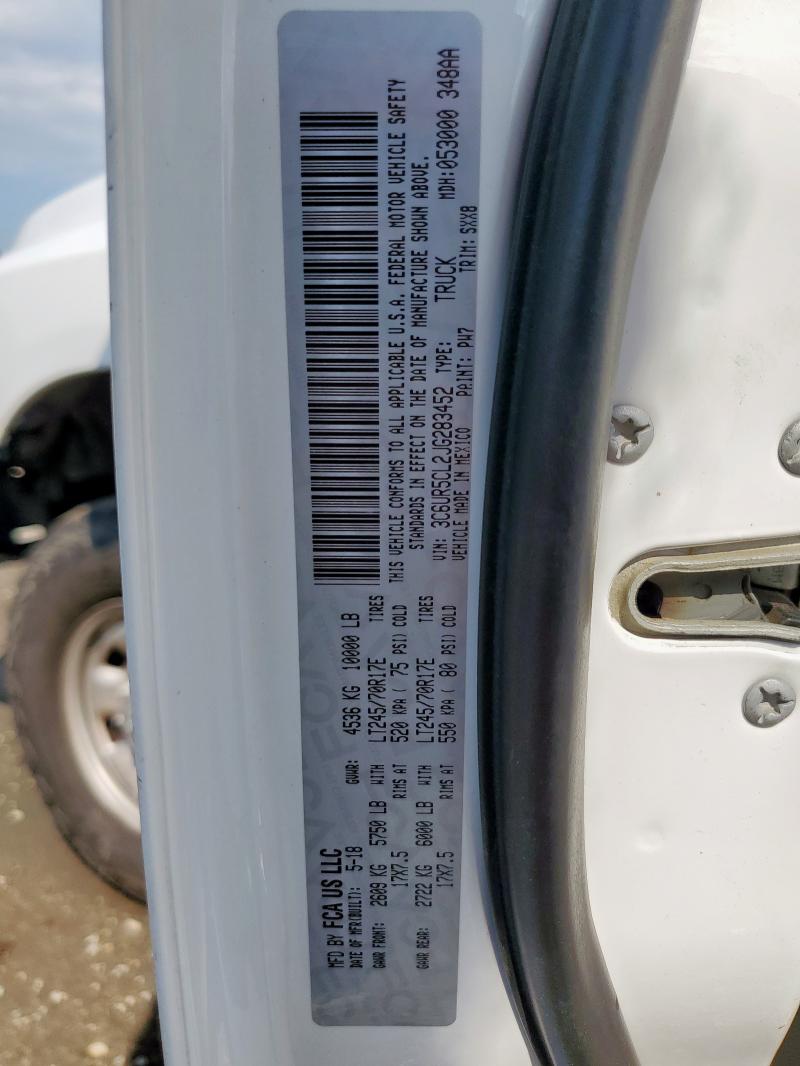 MFD BY FCA US LLC
DATE OF MFR(BUILT): 5-18 GVWR: 4536 KG 10000 LB
GAWR FRONT: 2609 KG 5750 LB WITH LT245/70R17E TIRES
17X7.5 RIMS AT 520 KPA ( 75 PSI) COLD
GAWR REAR: 2722 KG 6000 LB WITH LT245/70R17E TIRES
17X7.5 RIMS AT 550 KPA ( 80 PSI) COLD
THIS VEHICLE CONFORMS TO ALL APPLICABLE U.S.A. FEDERAL MOTOR VEHICLE SAFETY
STANDARDS IN EFFECT ON THE DATE OF MANUFACTURE SHOWN ABOVE.
VIN: 3C6UR5CL2JG283452 TYPE: TRUCK MDH: 053000 348AA
VEHICLE MADE IN MEXICO PAINT: PW7 TRIM: SXX8